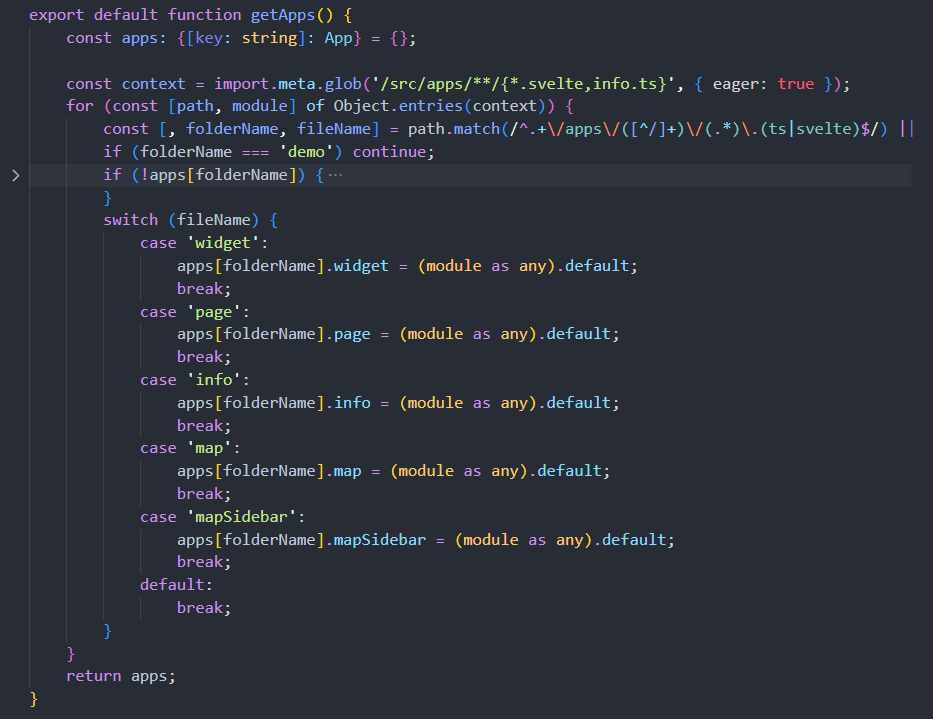 export default function getApps() {
const apps: {[key: string]: App} = {};
const context = import.meta.glob('/src/apps/**/{*.svelte,info.ts}', { eager: true });
for (const [path, module] of Object.entries(context)) {
const [, folderName, fileName] = path.match(/^.+\/apps\/([^/]+)\/(.*)\.(ts|svelte)$/) ||
if (folderName === 'demo') continue;
if (!apps[folderName]) { ···
}
switch (fileName) {
case 'widget':
apps[folderName].widget = (module as any).default;
break;
case 'page':
apps[folderName].page = (module as any).default;
break;
case 'info':
apps[folderName].info = (module as any).default;
break;
case 'map':
apps[folderName].map = (module as any).default;
break;
case 'mapSidebar':
apps[folderName].mapSidebar = (module as any).default;
break;
default:
break;
}
}
return apps;
}